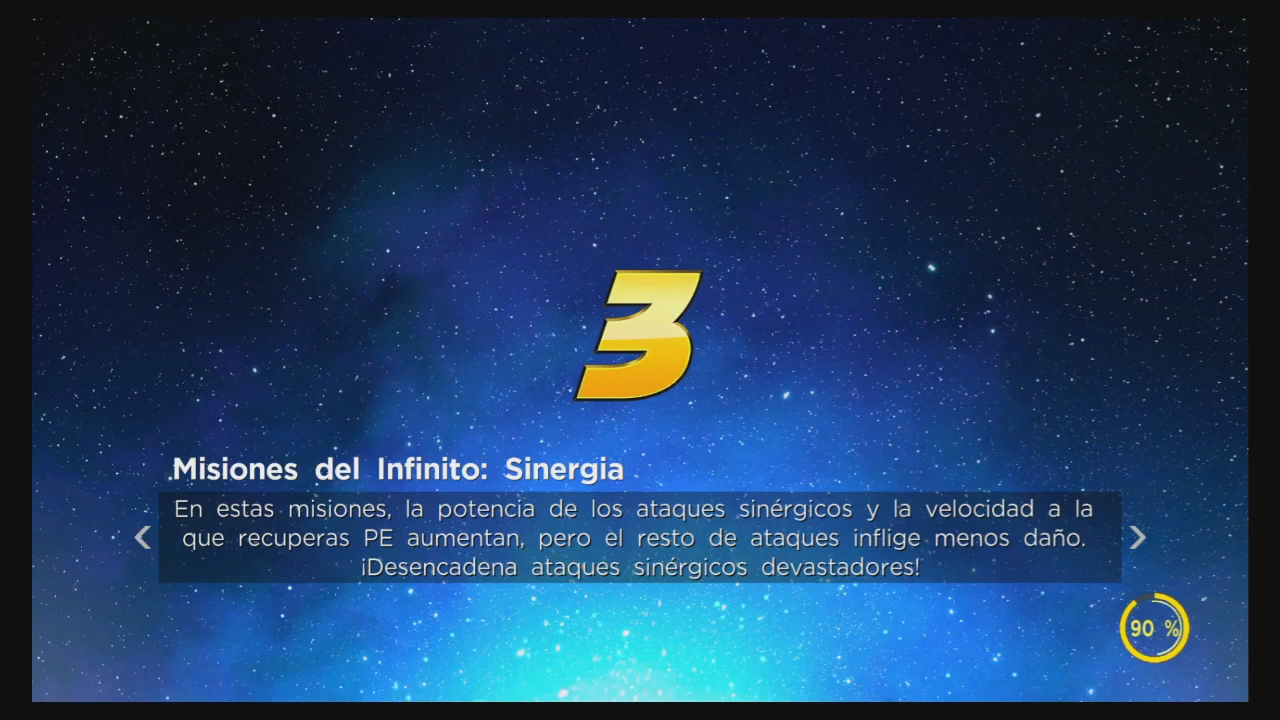 3
Misiones del Infinito: Sinergia
En estas misiones, la potencia de los ataques sinérgicos y la velocidad a la
que recuperas PE aumentan, pero el resto de ataques inflige menos daño.
¡Desencadena ataques sinérgicos devastadores!
90 %